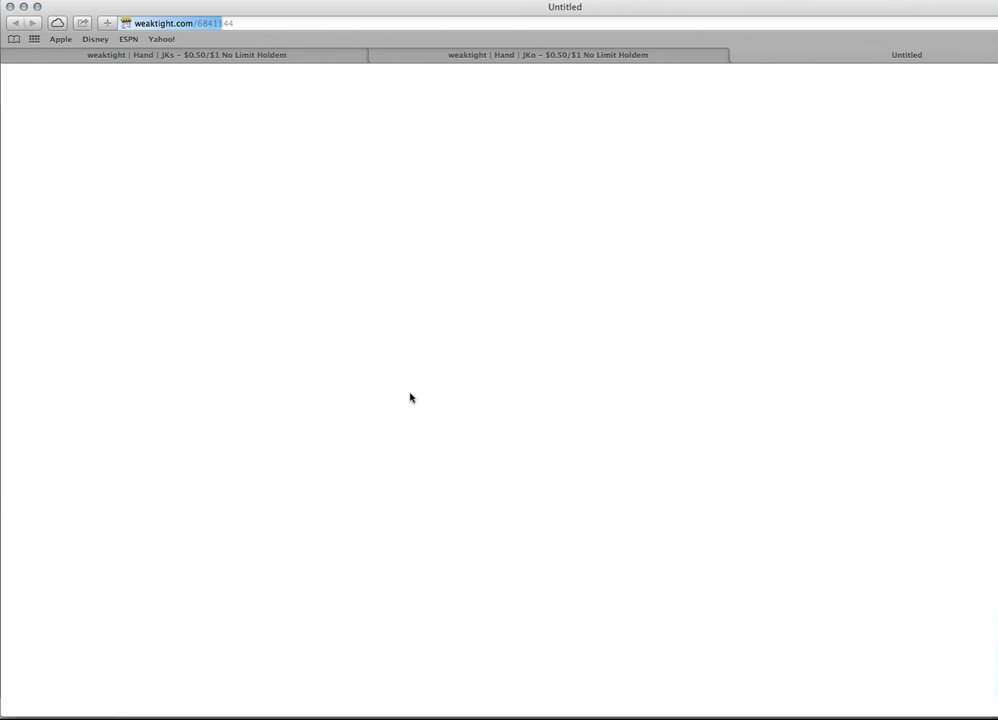 Untitled
weaktight.com/6841144
Apple Disney ESPN Yahoo!
weaktight | Hand | JKs – $0.50/$1 No Limit Holdem weaktight | Hand | JKo – $0.50/$1 No Limit Holdem Untitled